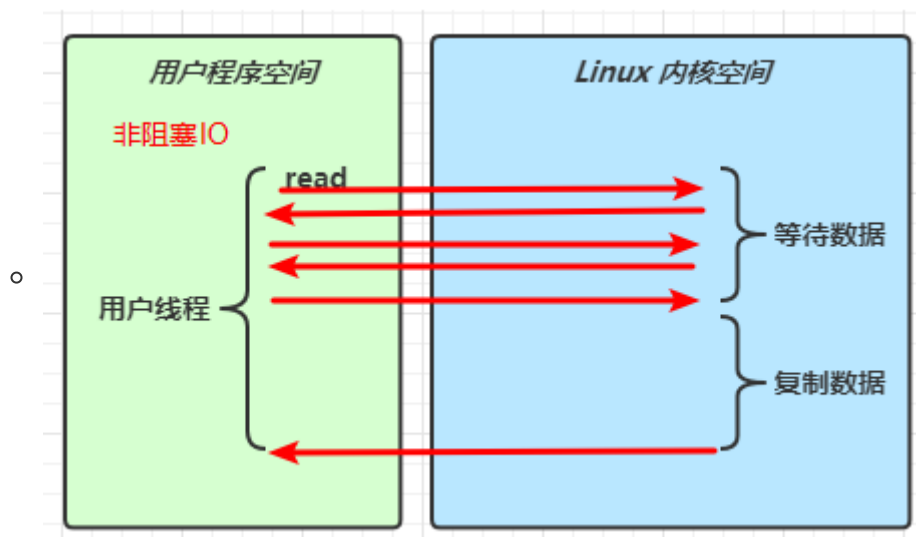 用户程序空间
Linux 内核空间
非阻塞IO
read
等待数据
。
用户线程
复制数据